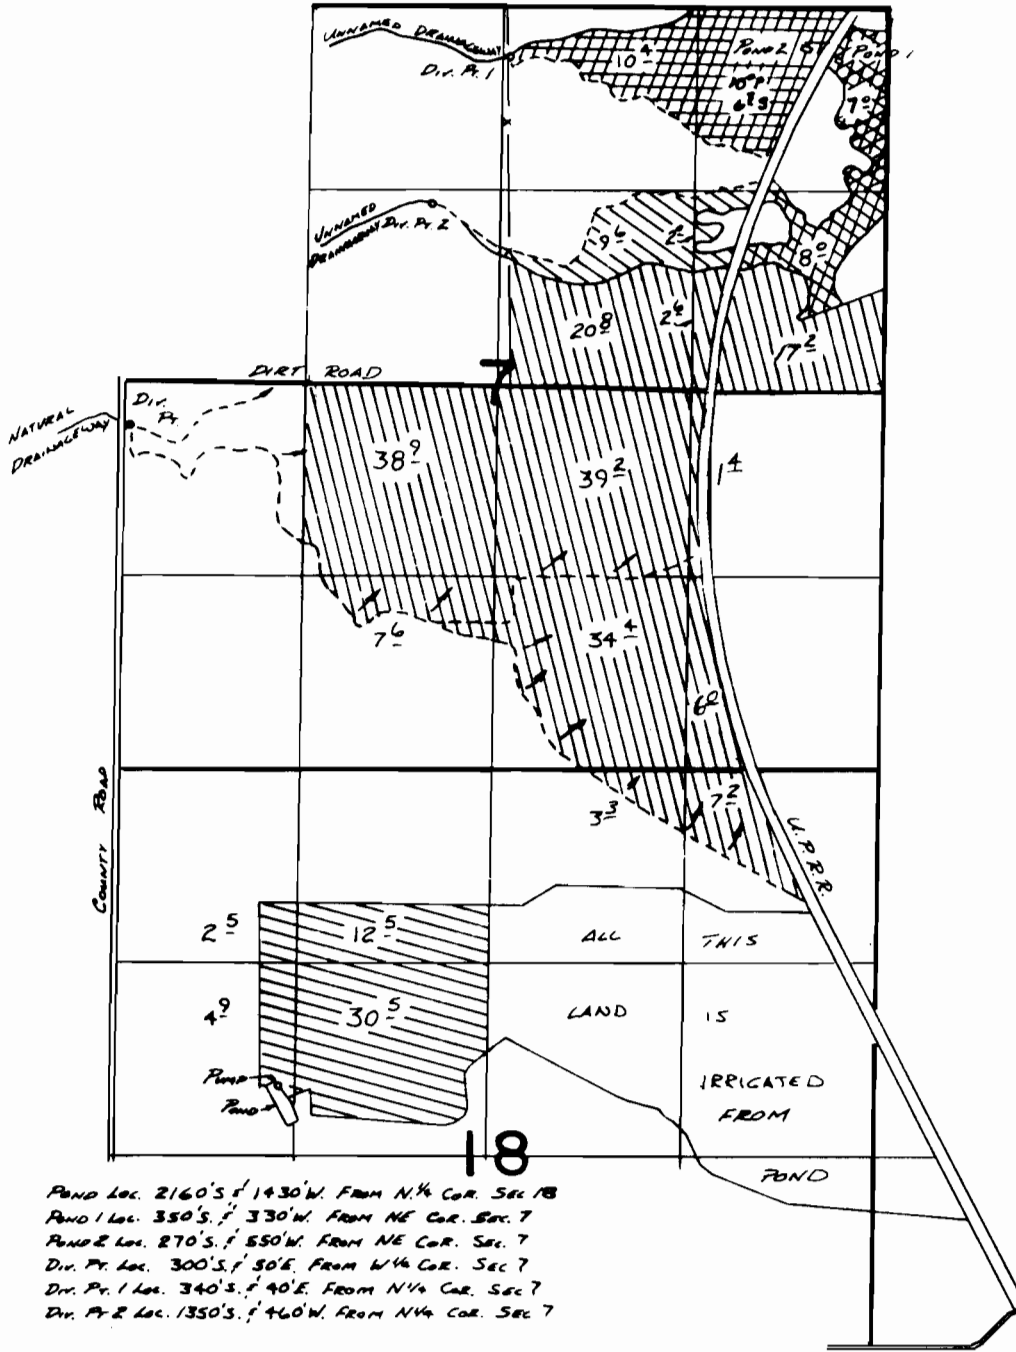 UNNAMED DRAINAGEWAY
DIV. PT. 1
10 4
POND 2
POND 1
7 0
UNNAMED
DRAINAGEWAY DIV. PT. 2
9 6
8 0
20 8
2 6
17 2
7
DIRT ROAD
DIV.
PT.
NATURAL
DRAINAGEWAY
38 9
39 2
1 4
34 4
7 6
6 0
COUNTY ROAD
3 3
7 2
U.P.R.R.
2 5
12 5
ALL THIS
4 9
30 5
LAND IS
PUMP
IRRIGATED
POND
FROM
18
POND
POND LOC. 2160'S & 1430'W. FROM N.¼ COR. SEC 18
POND 1 LOC. 350'S. & 330'W. FROM NE COR. SEC. 7
POND 2 LOC. 270'S. & 550'W. FROM NE COR. SEC. 7
DIV. PT. LOC. 300'S. & 50'E. FROM W¼ COR. SEC 7
DIV. PT. 1 LOC. 340'S. & 40'E. FROM N¼ COR. SEC 7
DIV. PT 2 LOC. 1350'S. & 460'W. FROM N¼ COR. SEC 7